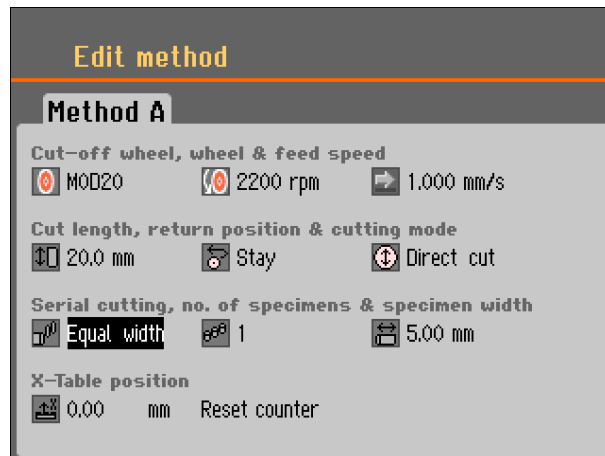 Edit method
Method A
Cut-off wheel, wheel & feed speed
MOD20 2200 rpm 1.000 mm/s
Cut length, return position & cutting mode
20.0 mm Stay Direct cut
Serial cutting, no. of specimens & specimen width
Equal width 1 5.00 mm
X-Table position
0.00 mm Reset counter